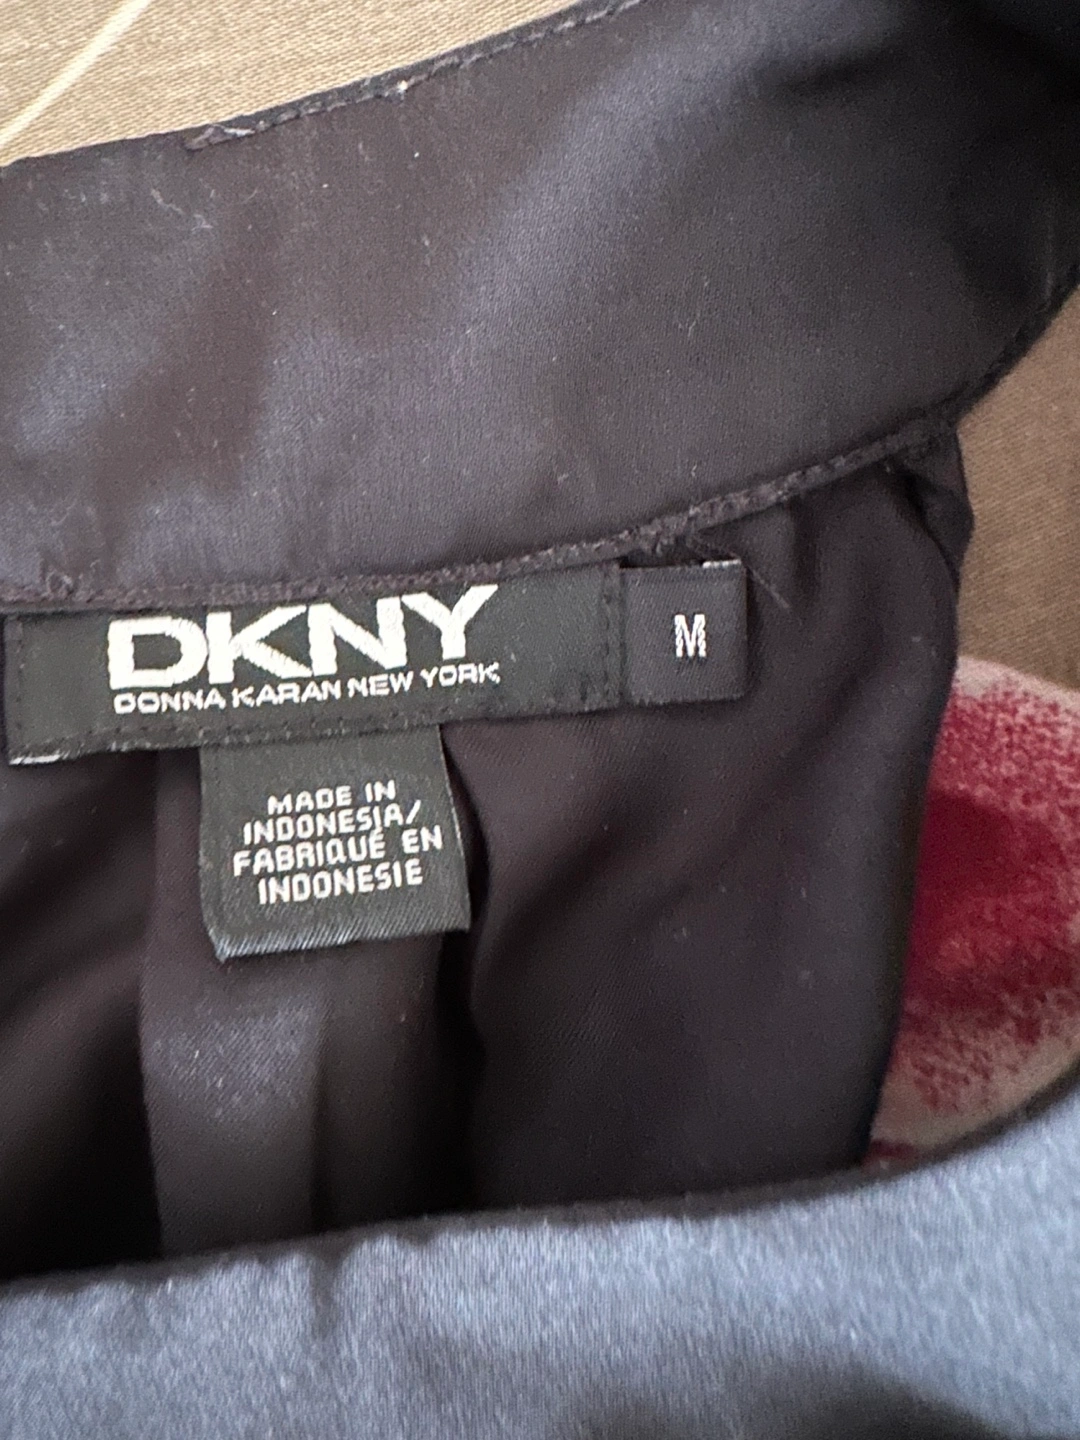 DKNY
DONNA KARAN NEW YORK
M
MADE IN
INDONESIA/
FABRIQUÉ EN
INDONESIE